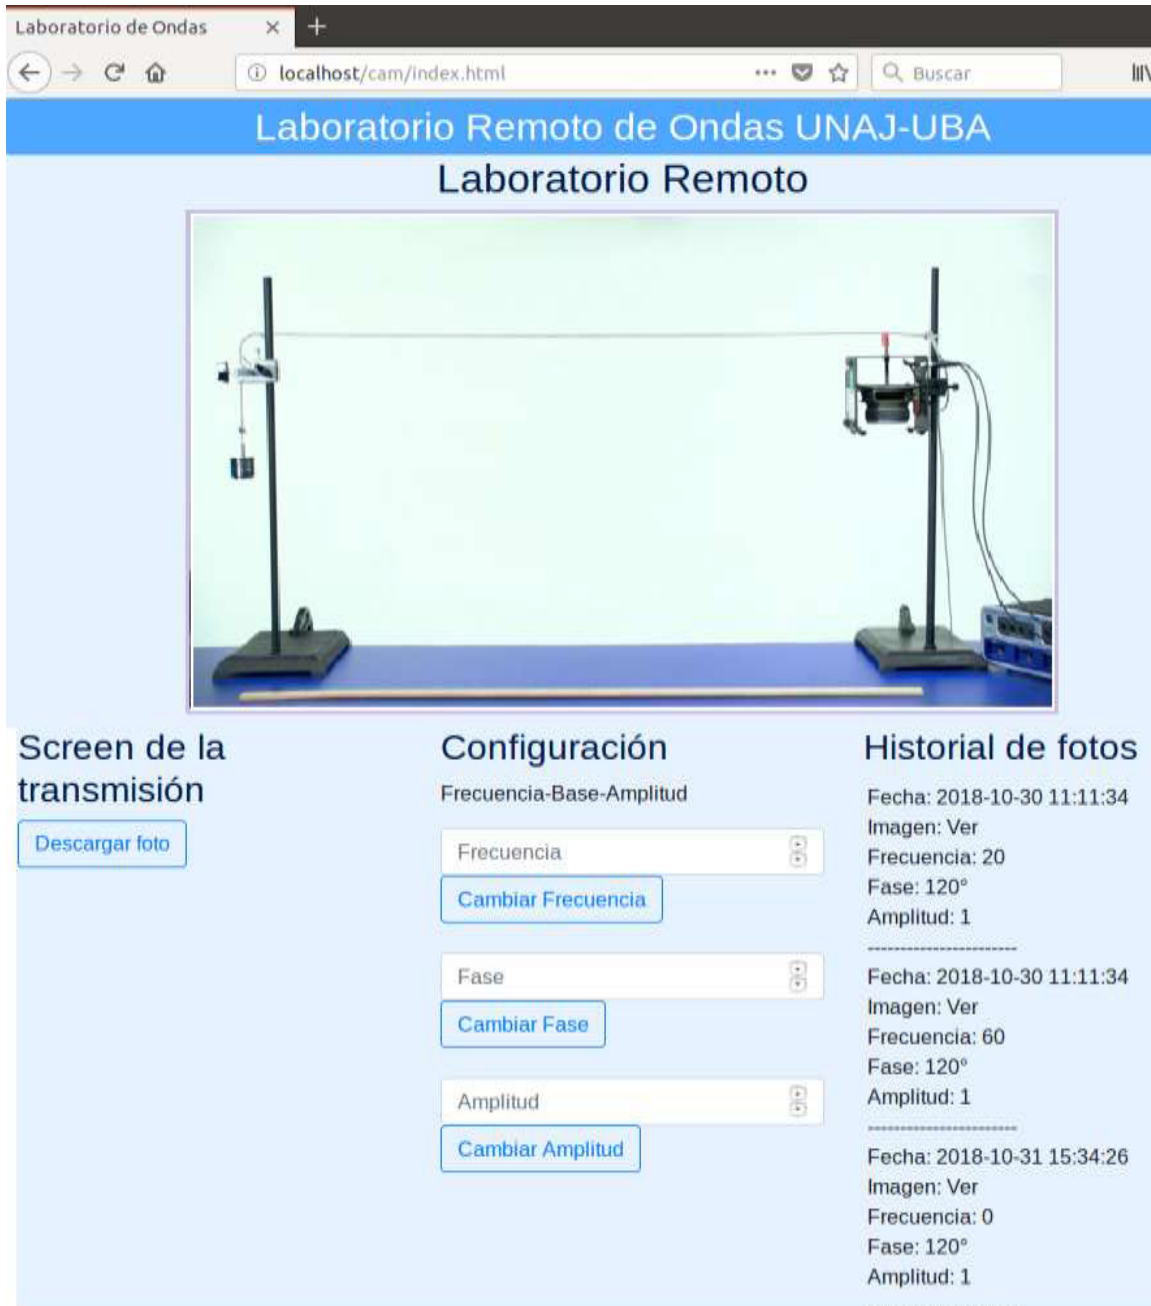 Laboratorio de Ondas
localhost/cam/index.html
Buscar
Laboratorio Remoto de Ondas UNAJ-UBA
Laboratorio Remoto
Screen de la
transmisión
Descargar foto
Configuración
Frecuencia-Base-Amplitud
Frecuencia
Cambiar Frecuencia
Fase
Cambiar Fase
Amplitud
Cambiar Amplitud
Historial de fotos
Fecha: 2018-10-30 11:11:34
Imagen: Ver
Frecuencia: 20
Fase: 120°
Amplitud: 1
-----------------------
Fecha: 2018-10-30 11:11:34
Imagen: Ver
Frecuencia: 60
Fase: 120°
Amplitud: 1
-----------------------
Fecha: 2018-10-31 15:34:26
Imagen: Ver
Frecuencia: 0
Fase: 120°
Amplitud: 1